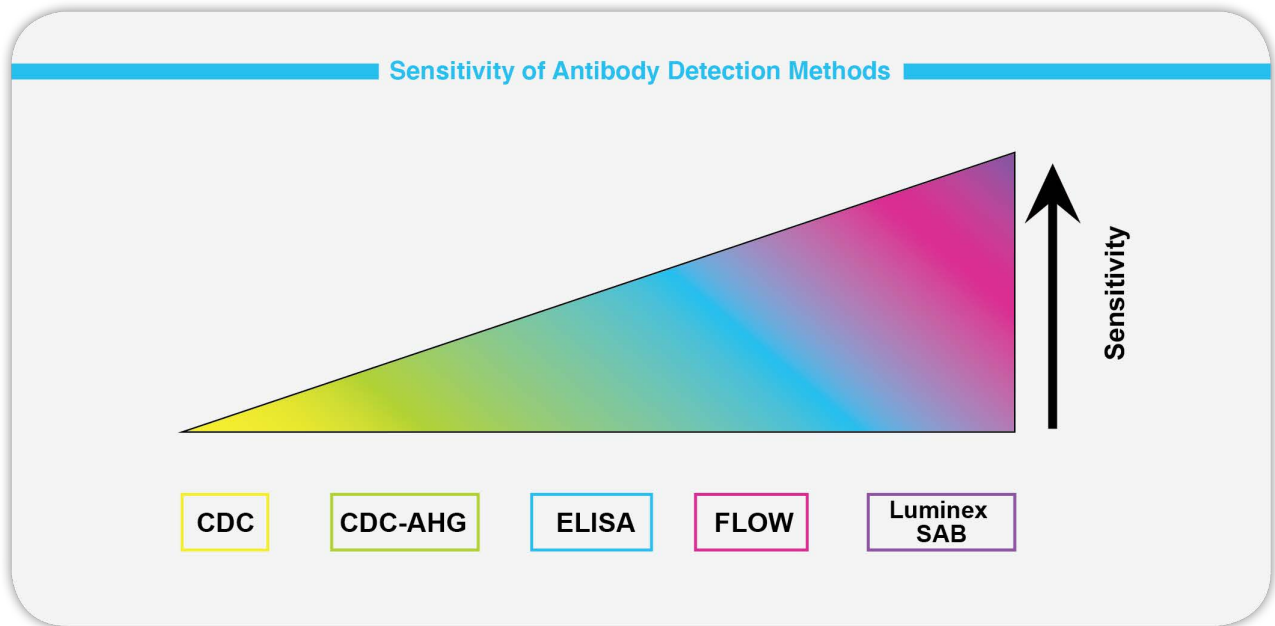 Sensitivity of Antibody Detection Methods
Sensitivity
CDC
CDC-AHG
ELISA
FLOW
Luminex
SAB